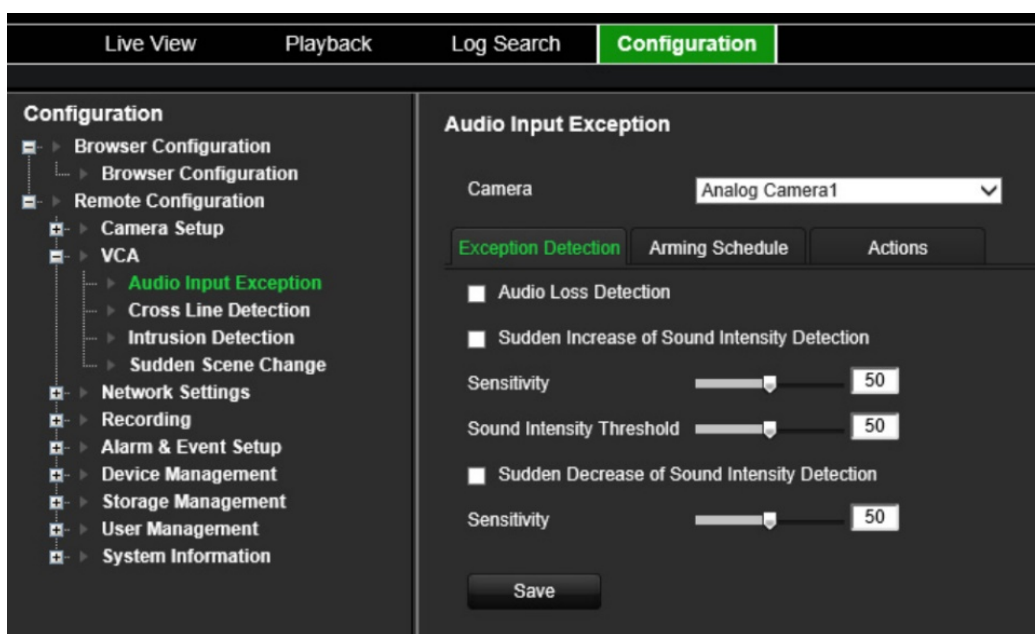 Live View Playback Log Search Configuration
Configuration
Browser Configuration
Browser Configuration
Remote Configuration
Camera Setup
VCA
Audio Input Exception
Cross Line Detection
Intrusion Detection
Sudden Scene Change
Network Settings
Recording
Alarm & Event Setup
Device Management
Storage Management
User Management
System Information
Audio Input Exception
Camera Analog Camera1
Exception Detection Arming Schedule Actions
Audio Loss Detection
Sudden Increase of Sound Intensity Detection
Sensitivity 50
Sound Intensity Threshold 50
Sudden Decrease of Sound Intensity Detection
Sensitivity 50
Save